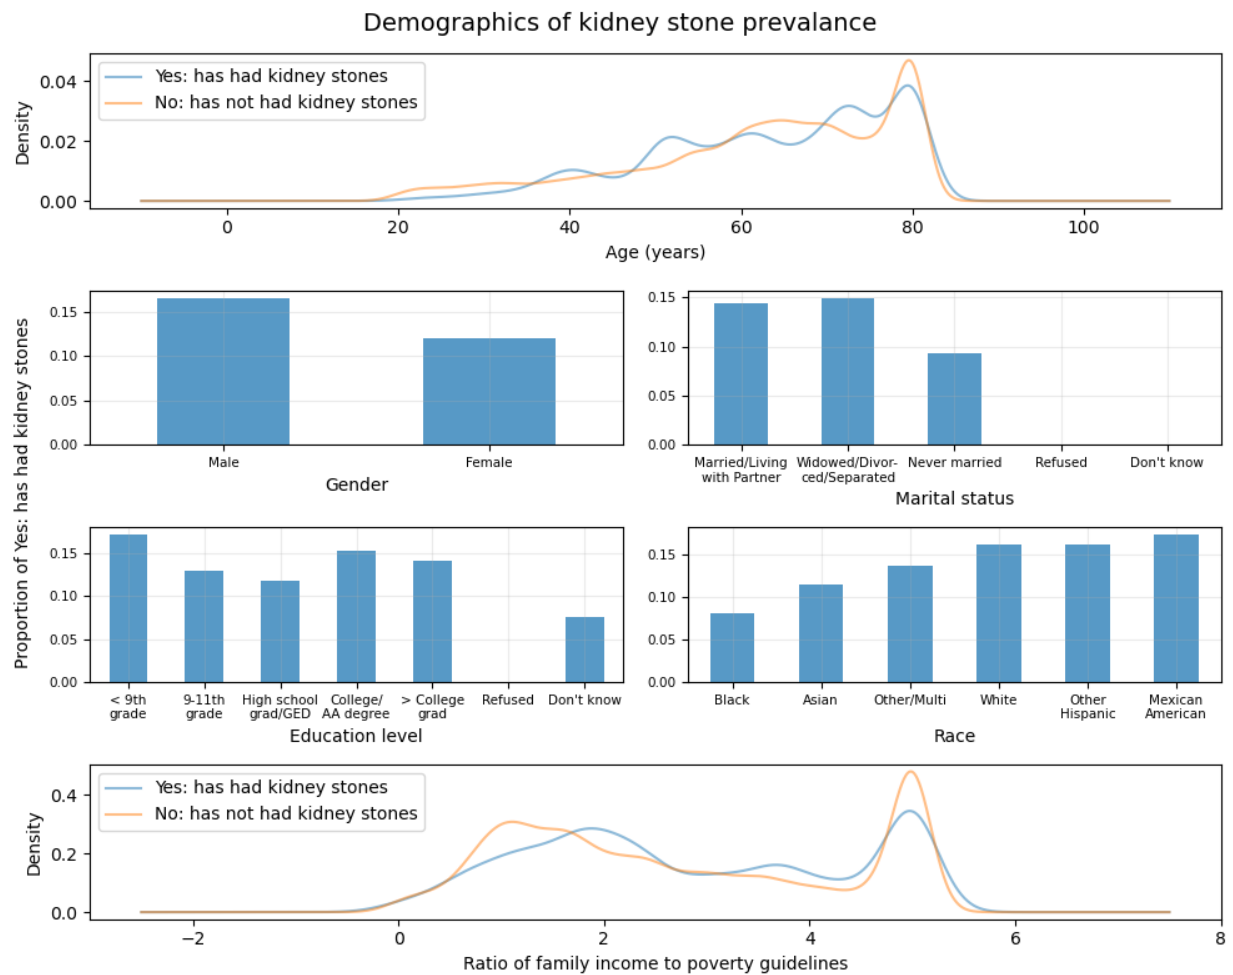 Demographics of kidney stone prevalance
Yes: has had kidney stones
No: has not had kidney stones
Density
0.04
0.02
0.00
0
20
40
60
80
100
Age (years)
Proportion of Yes: has had kidney stones
0.15
0.10
0.05
0.00
Male
Female
Gender
0.15
0.10
0.05
0.00
Married/Living
with Partner
Widowed/Divor-
ced/Separated
Never married
Refused
Don't know
Marital status
0.15
0.10
0.05
0.00
< 9th
grade
9-11th
grade
High school
grad/GED
College/
AA degree
> College
grad
Refused
Don't know
Education level
0.15
0.10
0.05
0.00
Black
Asian
Other/Multi
White
Other
Hispanic
Mexican
American
Race
Yes: has had kidney stones
No: has not had kidney stones
Density
0.4
0.2
0.0
−2
0
2
4
6
8
Ratio of family income to poverty guidelines